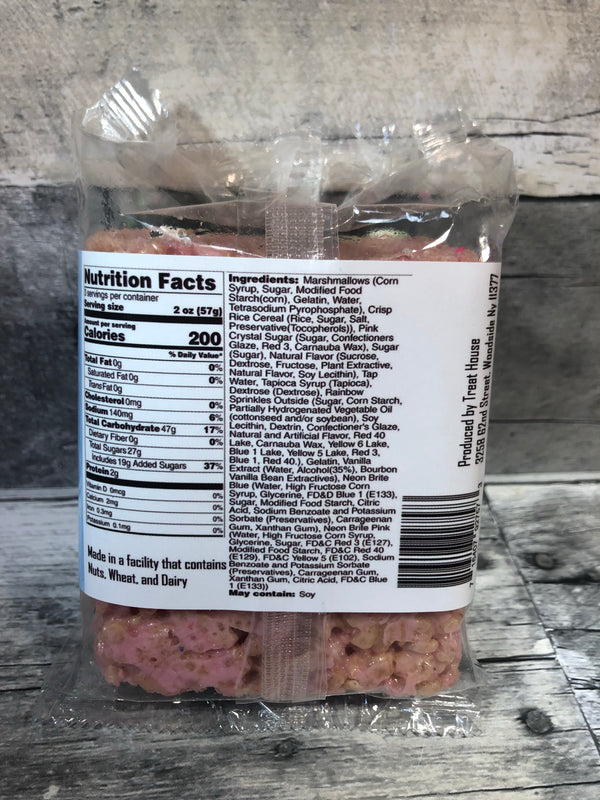 Nutrition Facts
servings per container
Serving size 2 oz (57g)
Amount per serving
Calories 200
% Daily Value*
Total Fat 0g 0%
Saturated Fat 0g 0%
Trans Fat 0g
Cholesterol 0mg 0%
Sodium 140mg 6%
Total Carbohydrate 47g 17%
Dietary Fiber 0g 0%
Total Sugars 27g
Includes 19g Added Sugars 37%
Protein 2g
Vitamin D 0mcg 0%
Calcium 2mg 0%
Iron 0.3mg 0%
Potassium 0.1mg 0%
Made in a facility that contains
Nuts, Wheat, and Dairy
Ingredients: Marshmallows (Corn
Syrup, Sugar, Modified Food
Starch(corn), Gelatin, Water,
Tetrasodium Pyrophosphate), Crisp
Rice Cereal (Rice, Sugar, Salt,
Preservative(Tocopherols)), Pink
Crystal Sugar (Sugar, Confectioners
Glaze, Red 3, Carnauba Wax), Sugar
(Sugar), Natural Flavor (Sucrose,
Dextrose, Fructose, Plant Extractive,
Natural Flavor, Soy Lecithin), Tap
Water, Tapioca Syrup (Tapioca),
Dextrose (Dextrose), Rainbow
Sprinkles Outside (Sugar, Corn Starch,
Partially Hydrogenated Vegetable Oil
(cottonseed and/or soybean), Soy
Lecithin, Dextrin, Confectioner's Glaze,
Natural and Artificial Flavor, Red 40
Lake, Carnauba Wax, Yellow 6 Lake,
Blue 1 Lake, Yellow 5 Lake, Red 3,
Blue 1, Red 40.), Gelatin, Vanilla
Extract (Water, Alcohol(35%), Bourbon
Vanilla Bean Extractives), Neon Brite
Blue (Water, High Fructose Corn
Syrup, Glycerine, FD&D Blue 1 (E133),
Sugar, Modified Food Starch, Citric
Acid, Sodium Benzoate and Potassium
Sorbate (Preservatives), Carrageenan
Gum, Xanthan Gum), Neon Brite Pink
(Water, High Fructose Corn Syrup,
Glycerine, Sugar, FD&C Red 3 (E127),
Modified Food Starch, FD&C Red 40
(E129), FD&C Yellow 5 (E102), Sodium
Benzoate and Potassium Sorbate
(Preservatives), Carrageenan Gum,
Xanthan Gum, Citric Acid, FD&C Blue
1 (E133))
May contain: Soy
Produced by Treat House
3258 62nd Street, Woodside Ny 11377